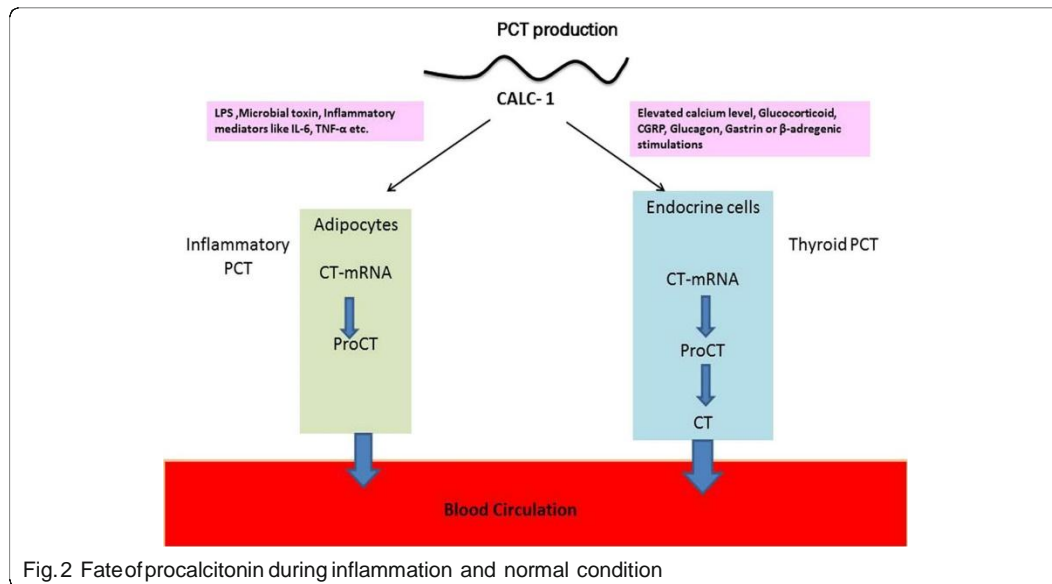 PCT production
CALC- 1
LPS ,Microbial toxin, Inflammatory
mediators like IL-6, TNF-α etc.
Elevated calcium level, Glucocorticoid,
CGRP, Glucagon, Gastrin or β-adregenic
stimulations
Inflammatory
PCT
Adipocytes
CT-mRNA
ProCT
Endocrine cells
CT-mRNA
ProCT
CT
Thyroid PCT
Blood Circulation
Fig. 2 Fate of procalcitonin during inflammation and normal condition